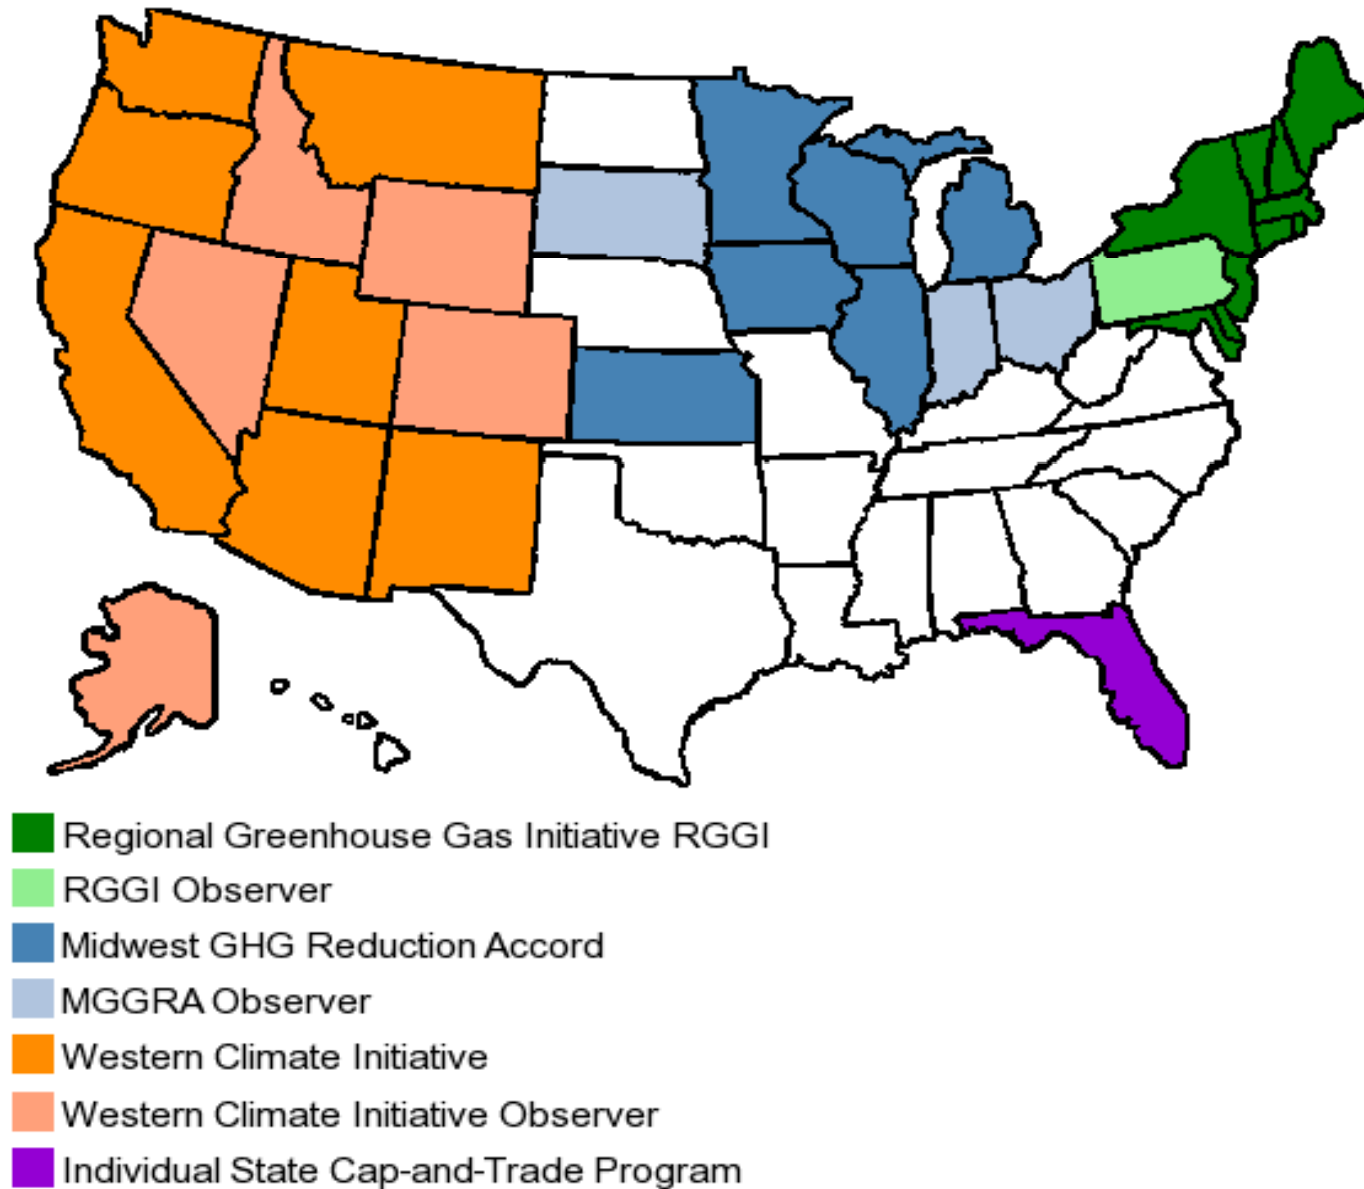 Regional Greenhouse Gas Initiative RGGI
RGGI Observer
Midwest GHG Reduction Accord
MGGRA Observer
Western Climate Initiative
Western Climate Initiative Observer
Individual State Cap-and-Trade Program